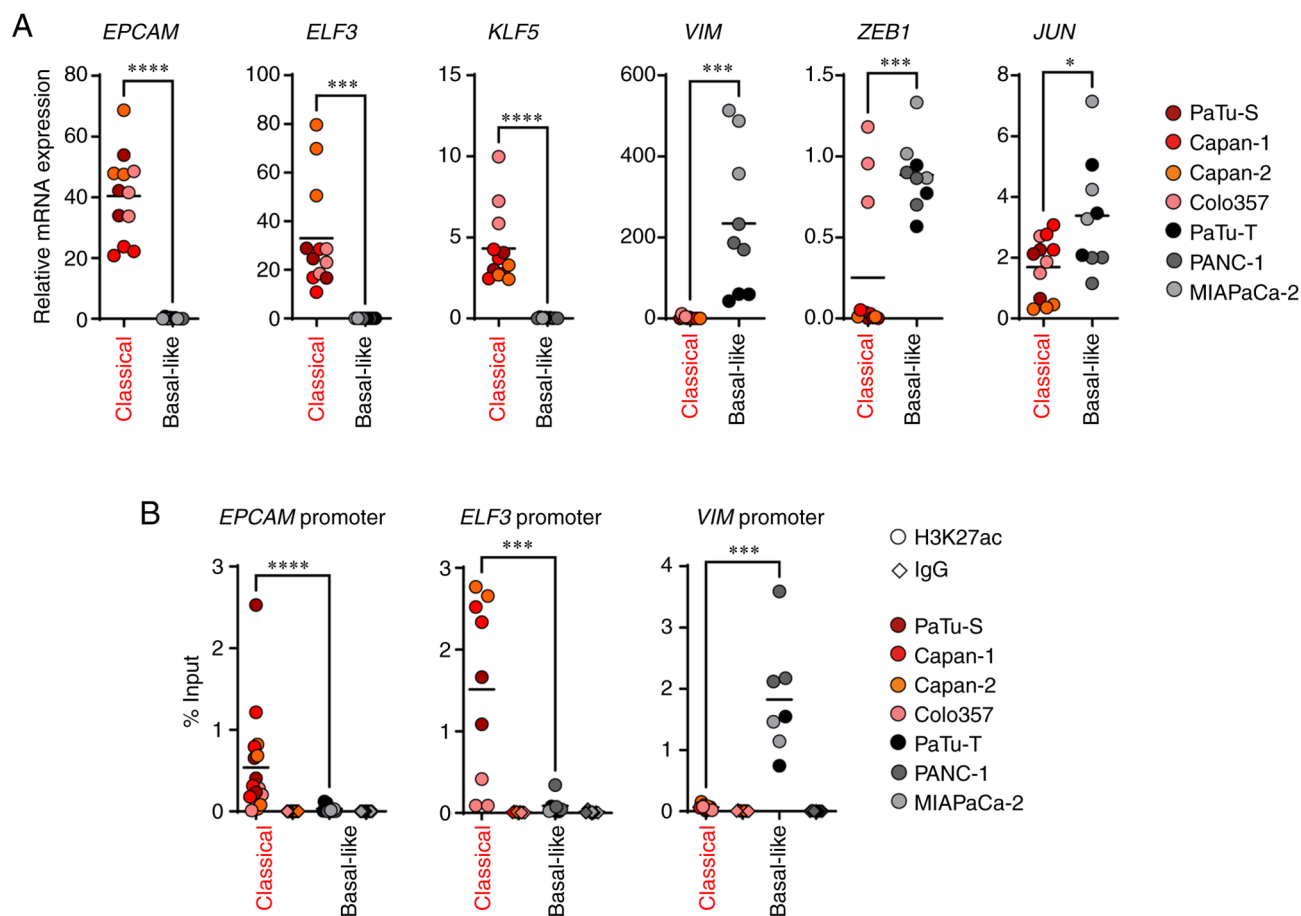 A
EPCAM
ELF3
KLF5
VIM
ZEB1
JUN
Relative mRNA expression
80
60
40
20
0
****
Classical
Basal-like
100
80
60
40
20
0
***
Classical
Basal-like
15
10
5
0
****
Classical
Basal-like
600
400
200
0
***
Classical
Basal-like
1.5
1.0
0.5
0.0
***
Classical
Basal-like
8
6
4
2
0
*
Classical
Basal-like
PaTu-S
Capan-1
Capan-2
Colo357
PaTu-T
PANC-1
MIAPaCa-2
B
EPCAM promoter
ELF3 promoter
VIM promoter
% Input
3
2
1
0
****
Classical
Basal-like
3
2
1
0
***
Classical
Basal-like
4
3
2
1
0
***
Classical
Basal-like
H3K27ac
IgG
PaTu-S
Capan-1
Capan-2
Colo357
PaTu-T
PANC-1
MIAPaCa-2